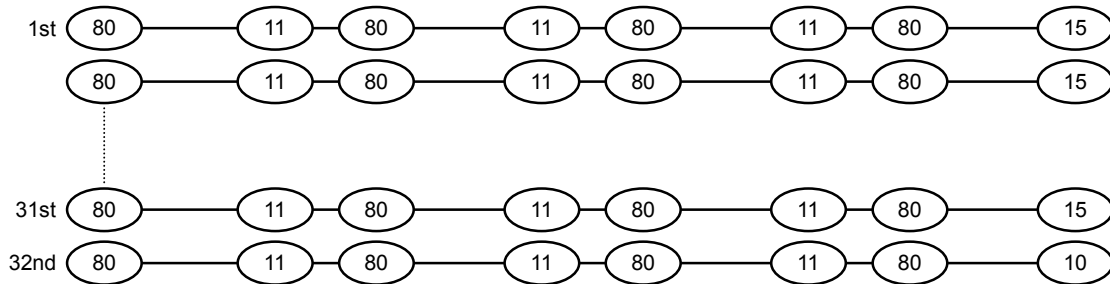 1st 80 11 80 11 80 11 80 15
80 11 80 11 80 11 80 15
31st 80 11 80 11 80 11 80 15
32nd 80 11 80 11 80 11 80 10